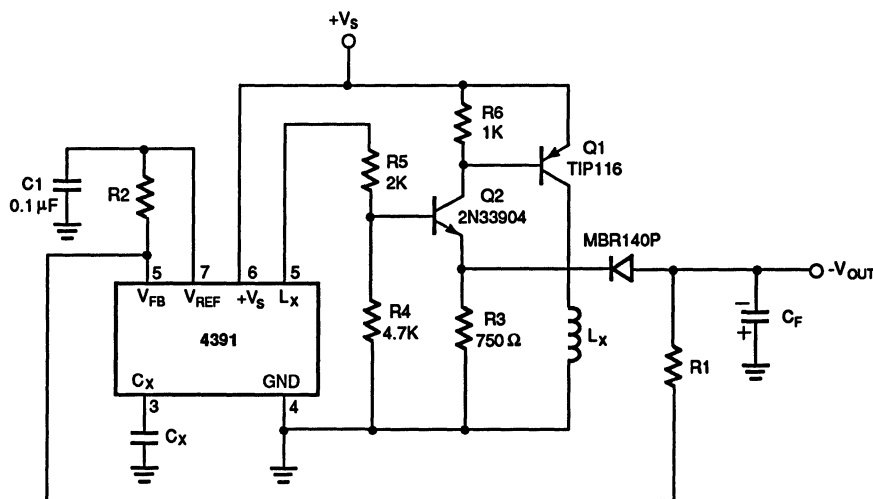 +VS
R6
1K
Q1
TIP116
R5
2K
C1
0.1 µF
R2
Q2
2N33904
MBR140P
5
7
6
5
VFB
VREF
+VS
LX
-VOUT
4391
R4
4.7K
R3
750 Ω
LX
−
+
CF
R1
CX
GND
3
4
CX